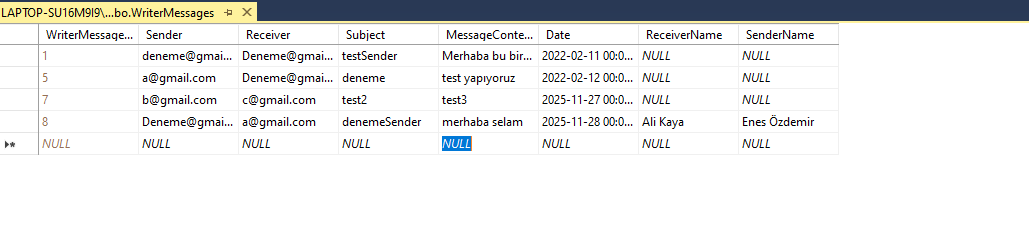 LAPTOP-SU16M9I9\...bo.WriterMessages
WriterMessage... Sender Receiver Subject MessageConte... Date ReceiverName SenderName
1 deneme@gmai... Deneme@gmai... testSender Merhaba bu bir... 2022-02-11 00:0... NULL NULL
5 a@gmail.com Deneme@gmai... deneme test yapıyoruz 2022-02-12 00:0... NULL NULL
7 b@gmail.com c@gmail.com test2 test3 2025-11-27 00:0... NULL NULL
8 Deneme@gmai... a@gmail.com denemeSender merhaba selam 2025-11-28 00:0... Ali Kaya Enes Özdemir
NULL NULL NULL NULL NULL NULL NULL NULL